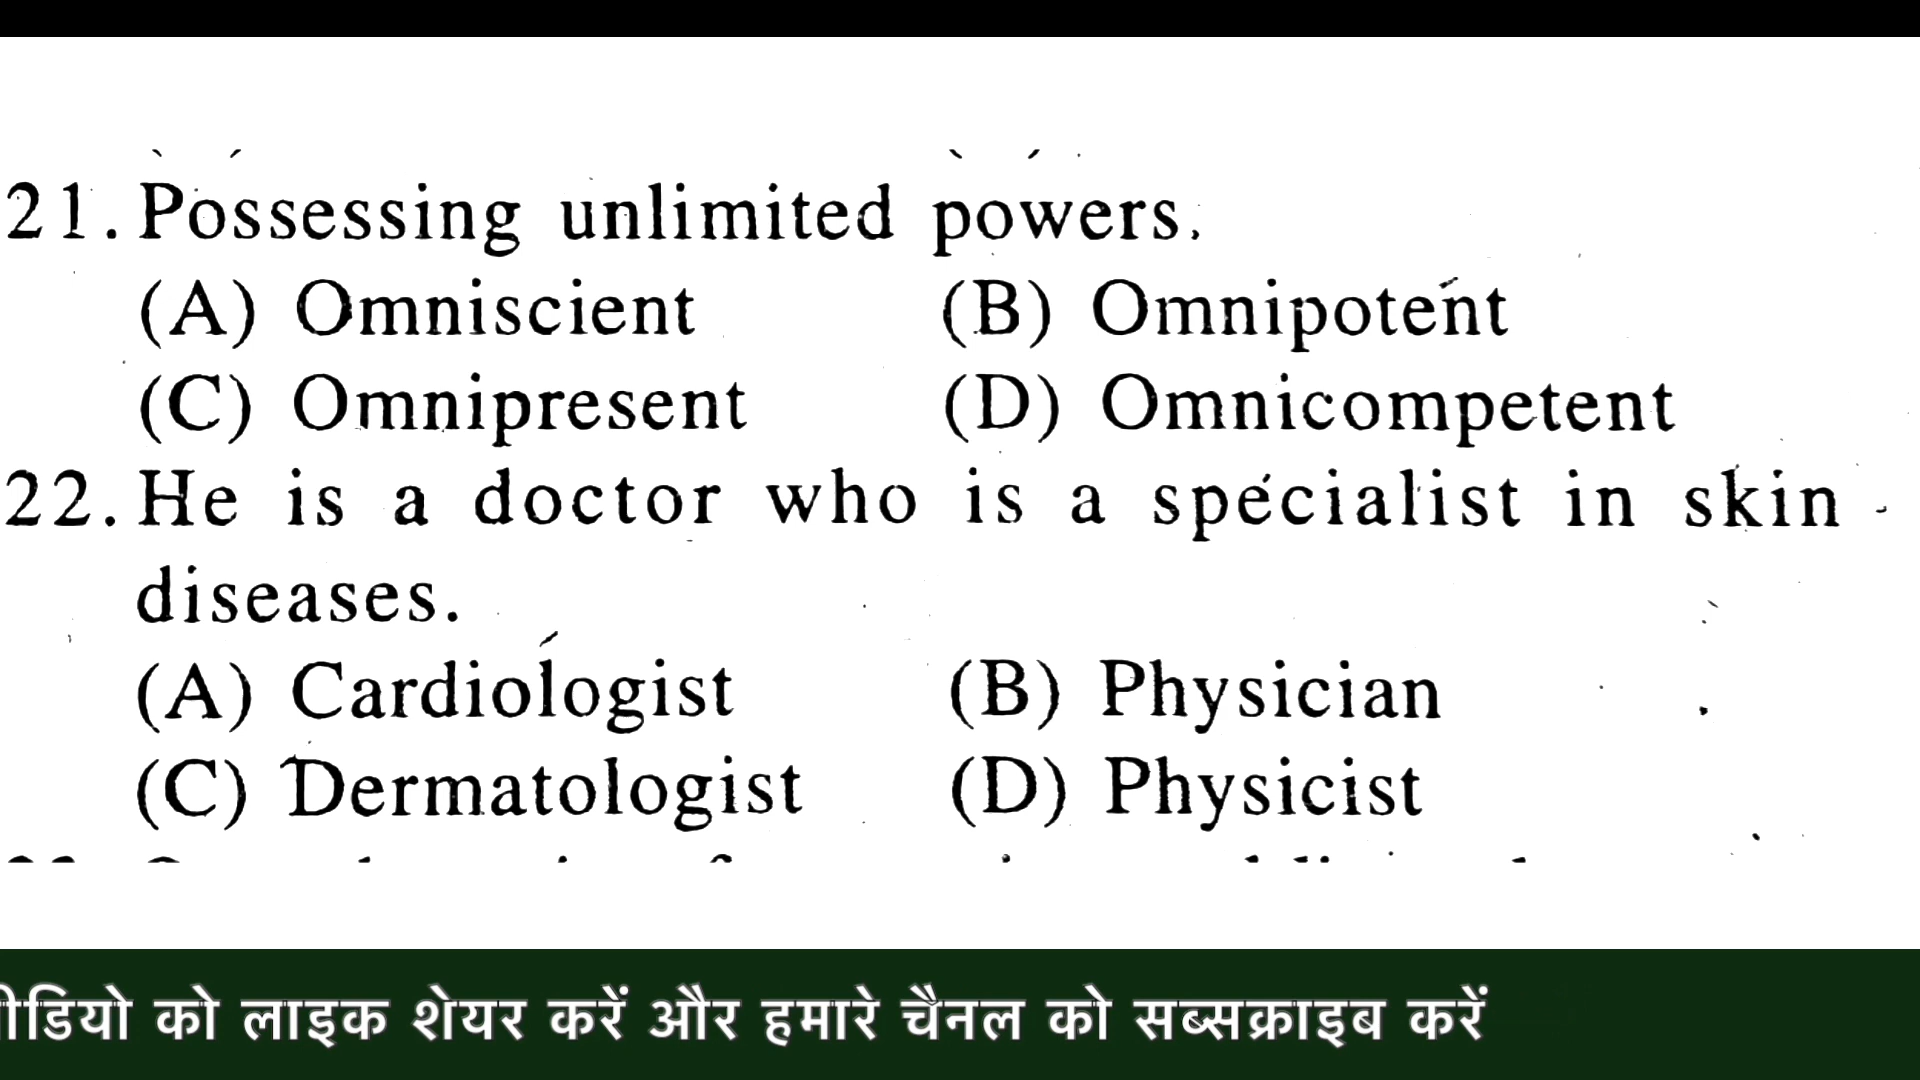 21. Possessing unlimited powers.
(A) Omniscient (B) Omnipotent
(C) Omnipresent (D) Omnicompetent
22. He is a doctor who is a specialist in skin
diseases.
(A) Cardiologist (B) Physician
(C) Dermatologist (D) Physicist
को लाइक शेयर करें और हमारे चैनल को सब्सक्राइब करें